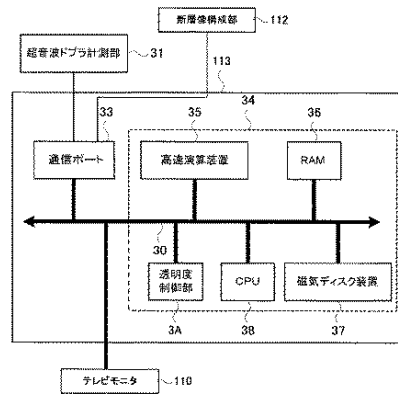 断層像構成部
112
超音波ドプラ計測部
31
113
33
35
34
36
通信ポート
高速演算装置
RAM
30
透明度
制御部
CPU
磁気ディスク装置
3A
38
37
テレビモニタ
110